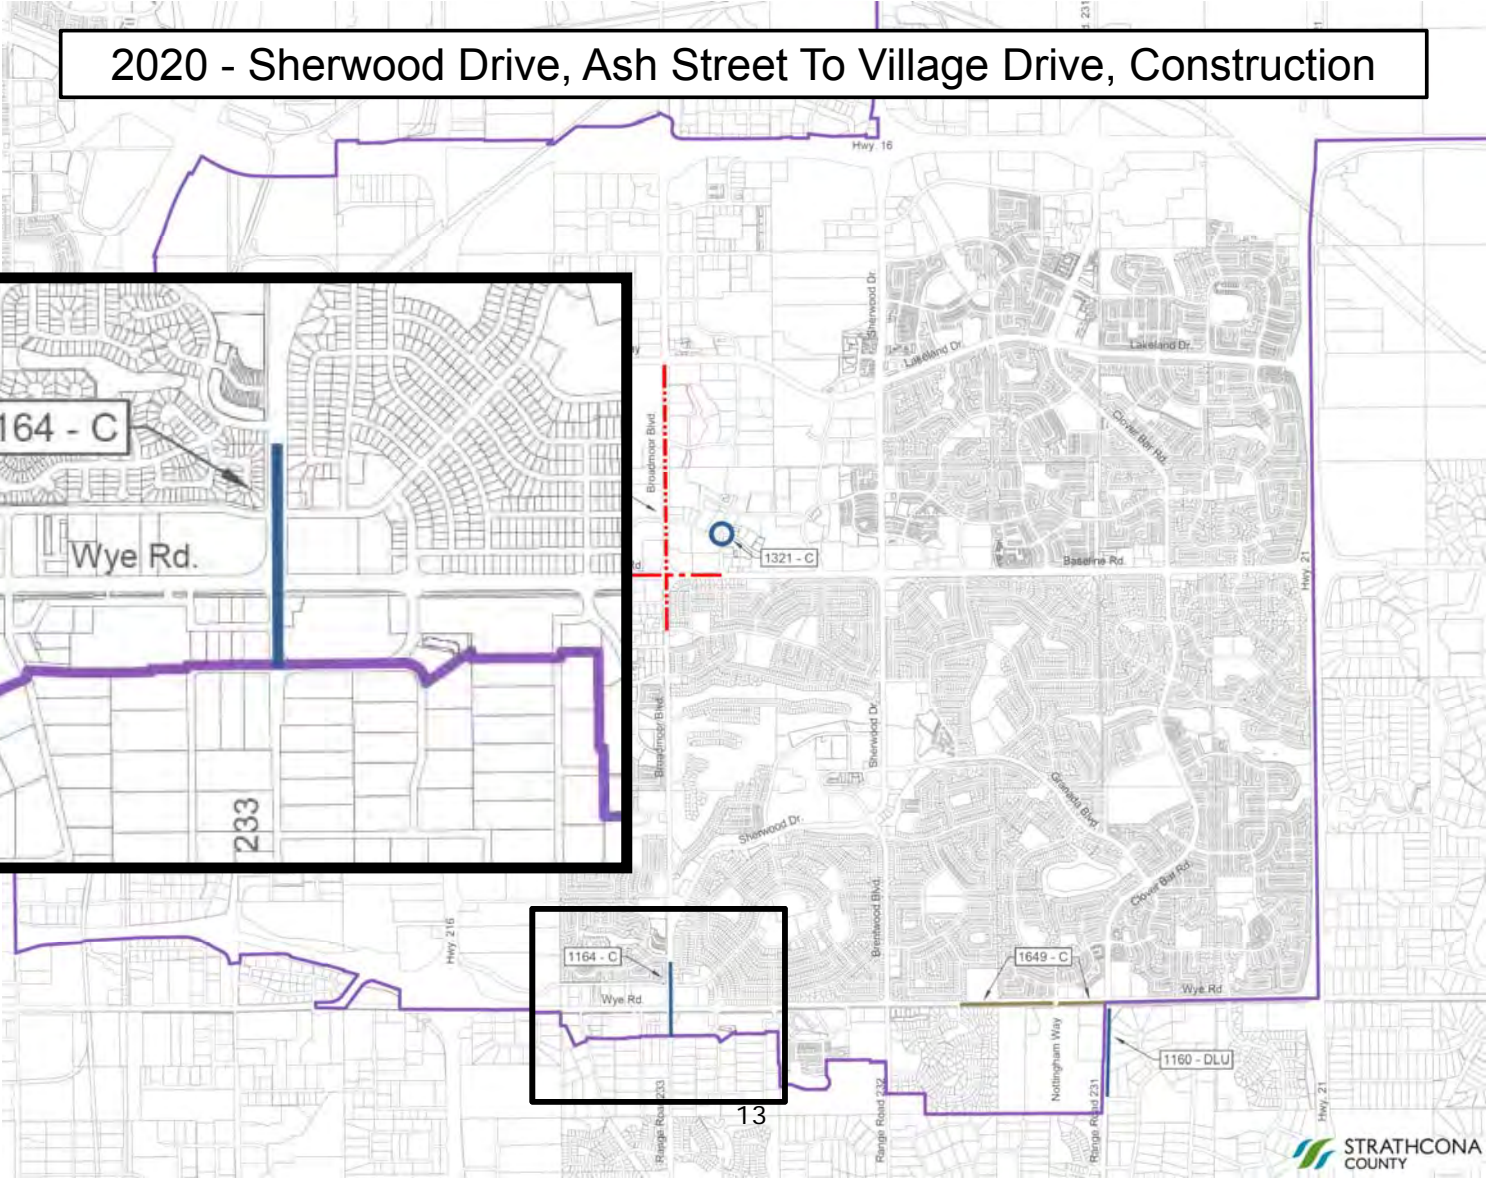 2020 - Sherwood Drive, Ash Street To Village Drive, Construction
231
21
Hwy. 16
Sherwood Dr.
Lakeland Dr.
Lakeland Dr.
Broadmoor Blvd.
Clover Bar Rd.
164 - C
Wye Rd.
233
1321 - C
Rd.
Baseline Rd.
Hwy. 21
Broadmoor Blvd.
Sherwood Dr.
Sherwood Dr.
Granada Blvd.
Clover Bar Rd.
Brentwood Blvd.
Hwy. 216
1164 - C
Wye Rd.
1649 - C
Wye Rd.
Nottingham Way
1160 - DLU
Range Road 233
Range Road 232
Range Road 231
Hwy. 21
13
STRATHCONA
COUNTY